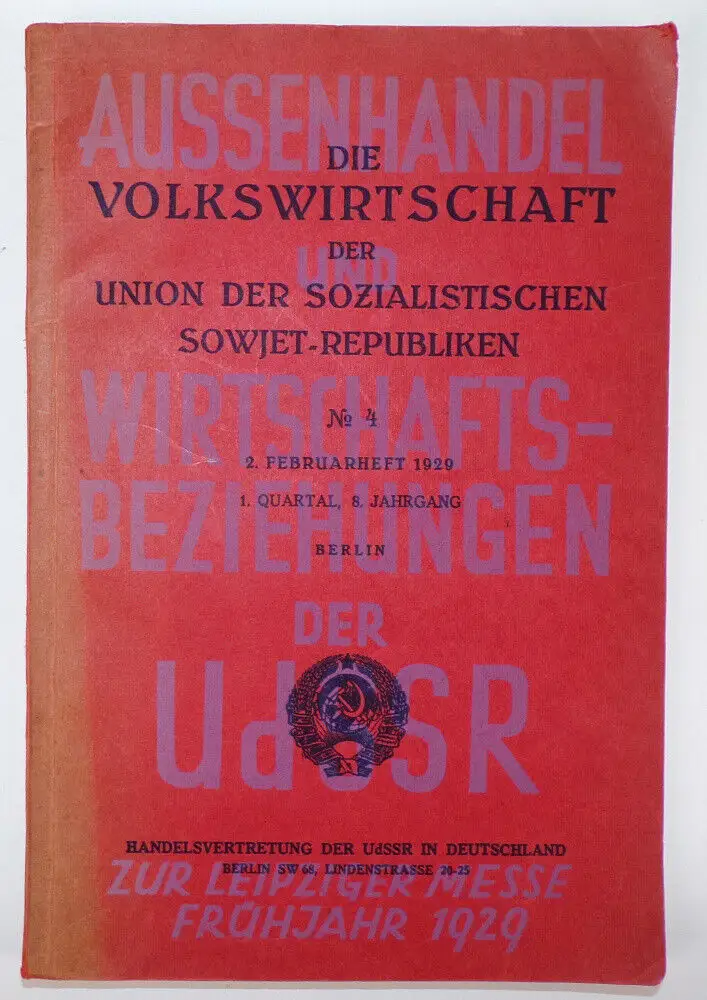 AUSSENHANDEL
DIE
VOLKSWIRTSCHAFT
DER
UND
UNION DER SOZIALISTISCHEN
SOWJET-REPUBLIKEN
WIRTSCHAFTS-
№ 4
2. FEBRUARHEFT 1929
1. QUARTAL, 8. JAHRGANG
BEZIEHUNGEN
BERLIN
DER
UdSSR
HANDELSVERTRETUNG DER UdSSR IN DEUTSCHLAND
BERLIN SW 68, LINDENSTRASSE 20-25
ZUR LEIPZIGER MESSE
FRÜHJAHR 1929